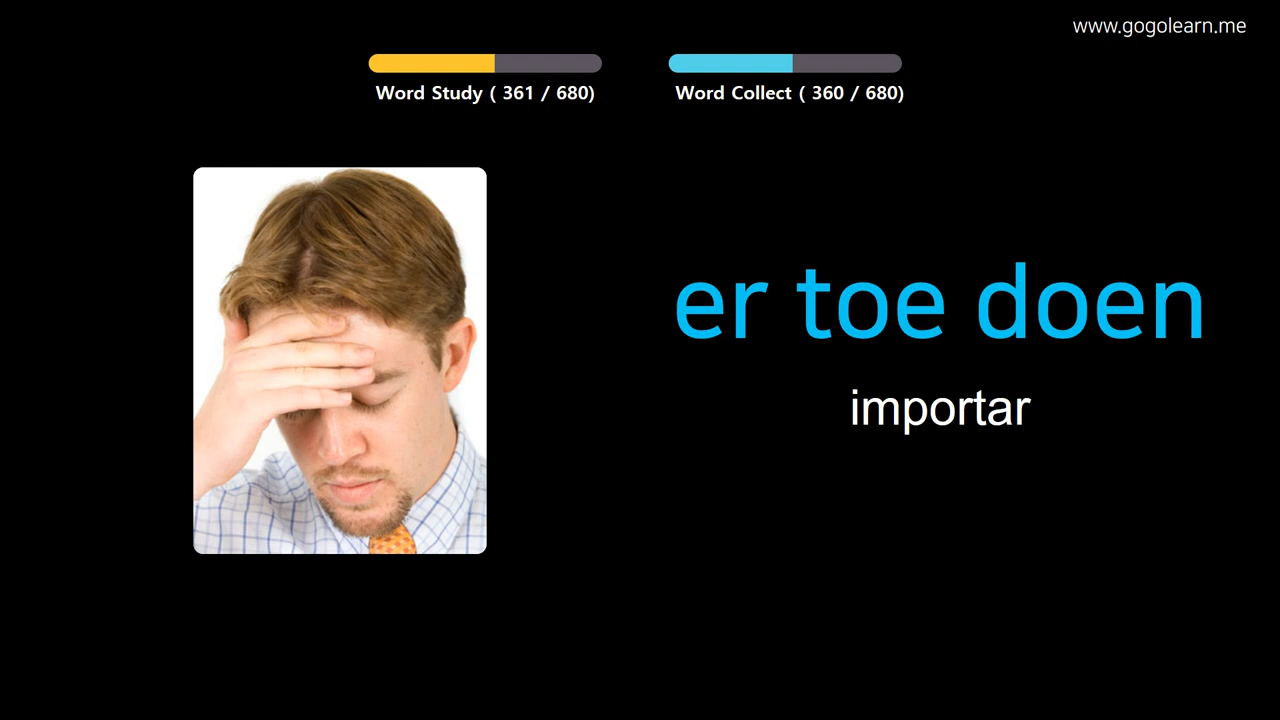 www.gogolearn.me
Word Study ( 361 / 680)
Word Collect ( 360 / 680)
er toe doen
importar